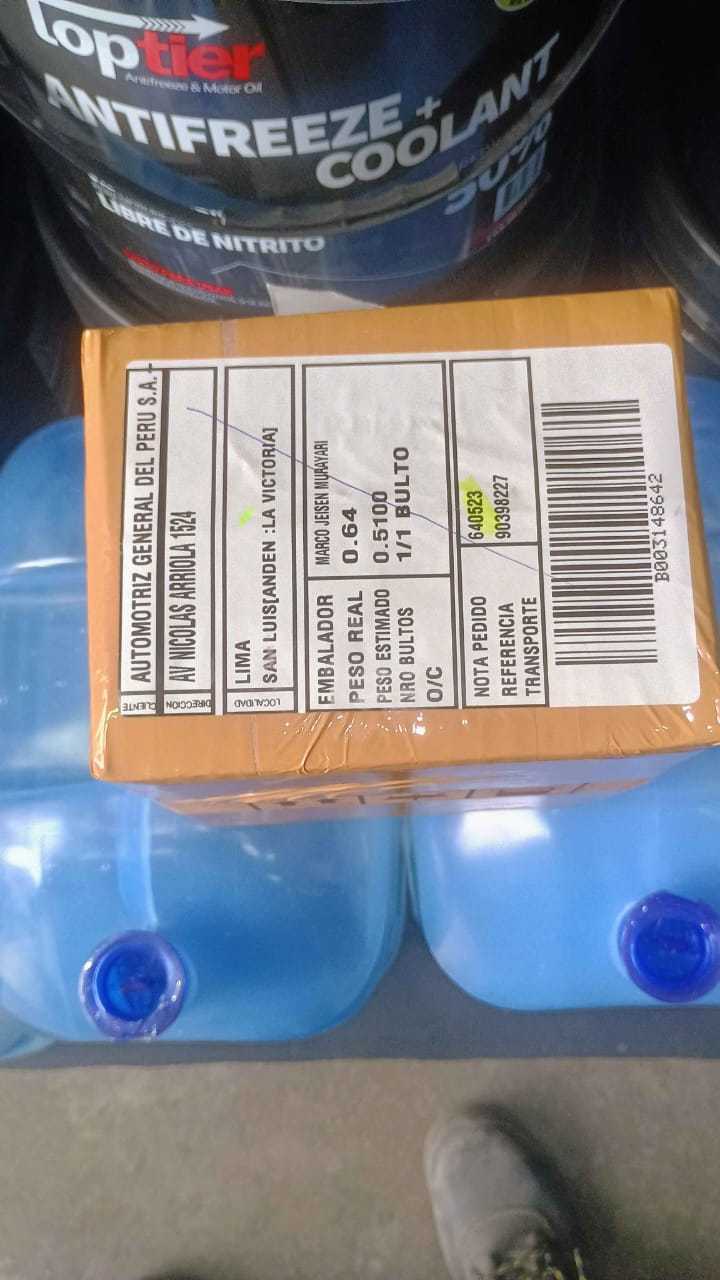 toptier
Antifreeze & Motor Oil
ANTIFREEZE +
COOLANT
50%
LIBRE DE NITRITO
CLIENTE AUTOMOTRIZ GENERAL DEL PERU S.A.
DIRECCION AV NICOLAS ARRIOLA 1524
LOCALIDAD LIMA
SAN LUIS[ANDEN :LA VICTORIA]
EMBALADOR MARCO JEISEN MURAYARI
PESO REAL 0.64
PESO ESTIMADO 0.5100
NRO BULTOS 1/1 BULTO
O/C
NOTA PEDIDO 640523
REFERENCIA 90398227
TRANSPORTE
B003148642